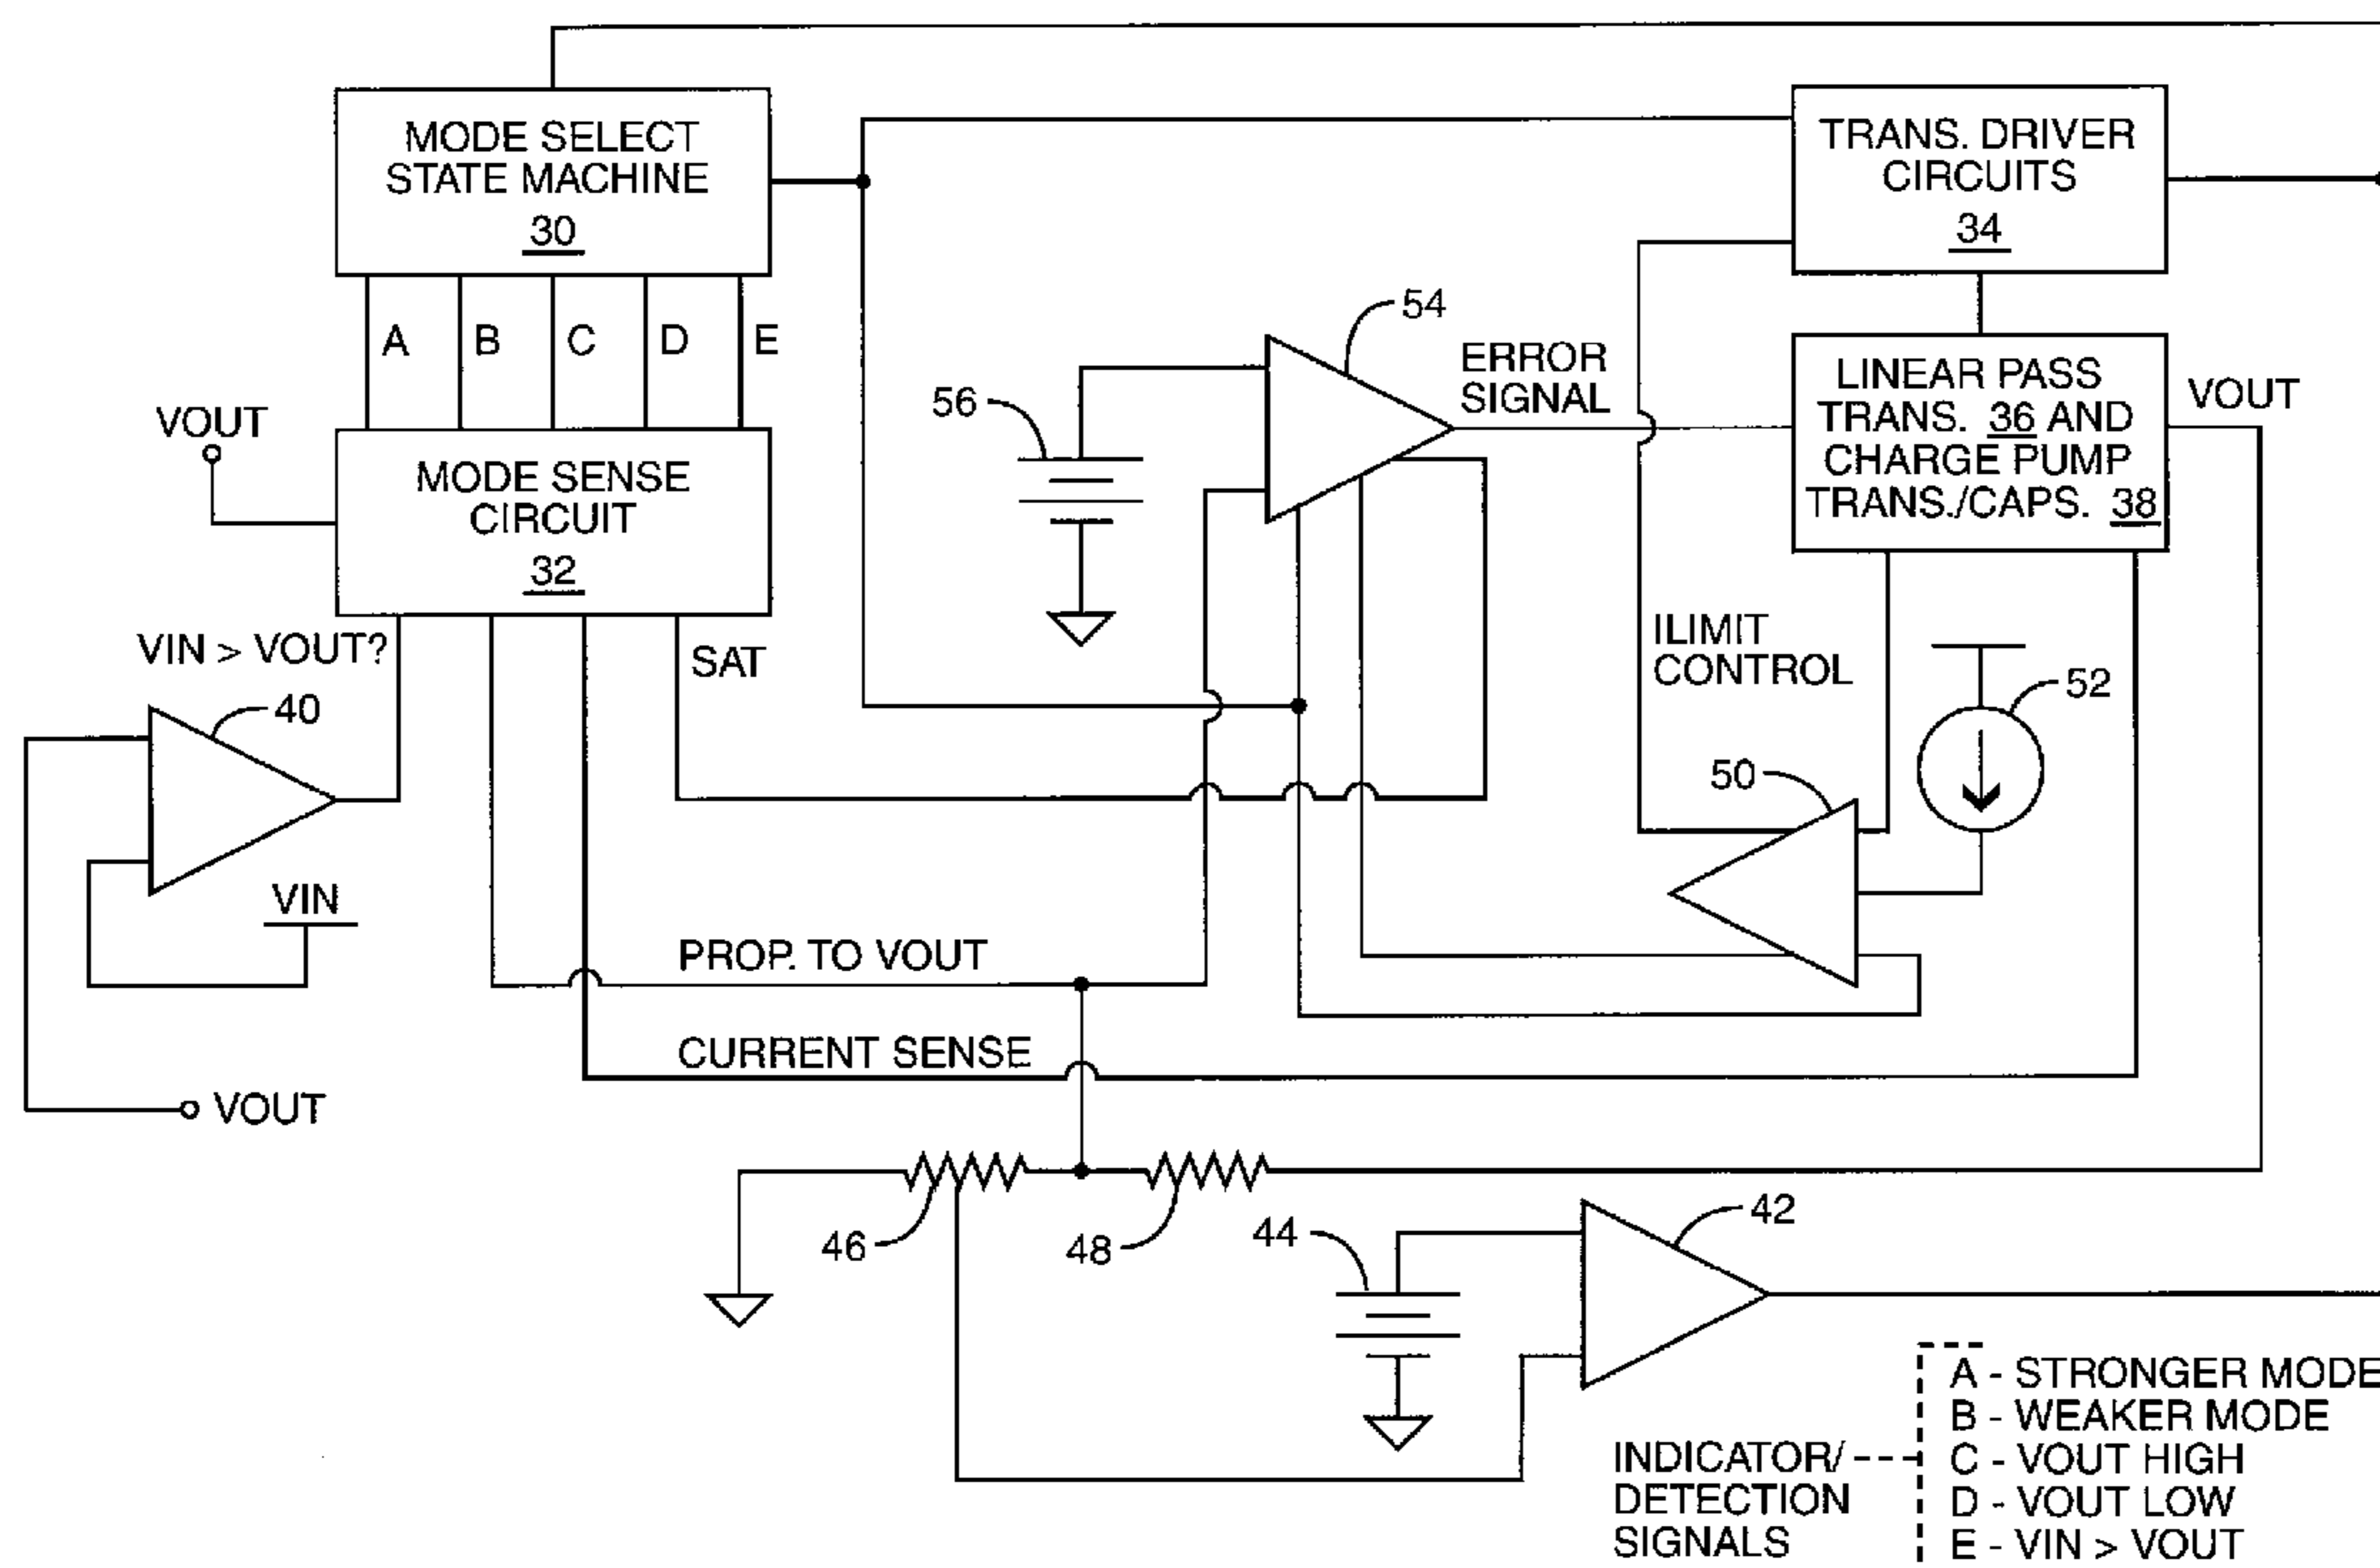 MODE SELECT
STATE MACHINE
30
TRANS. DRIVER
CIRCUITS
34
A
B
C
D
E
54
ERROR
SIGNAL
56
LINEAR PASS
TRANS. 36 AND
CHARGE PUMP
TRANS./CAPS. 38
VOUT
VOUT
MODE SENSE
CIRCUIT
32
VIN > VOUT?
SAT
40
ILIMIT
CONTROL
52
50
VIN
PROP. TO VOUT
CURRENT SENSE
VOUT
46
48
44
42
INDICATOR/
DETECTION
SIGNALS
A - STRONGER MODE
B - WEAKER MODE
C - VOUT HIGH
D - VOUT LOW
E - VIN > VOUT